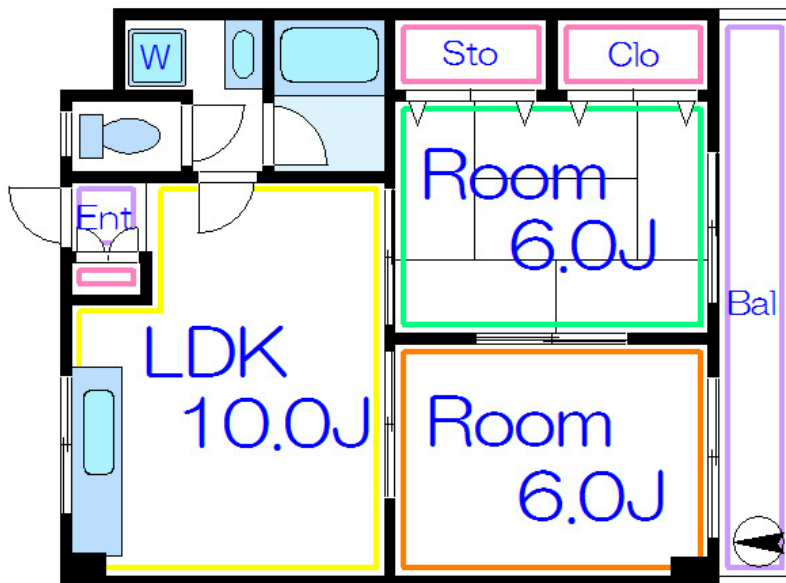 W
Sto
Clo
Room
6.0J
Ent
Bal
LDK
10.0J
Room
6.0J